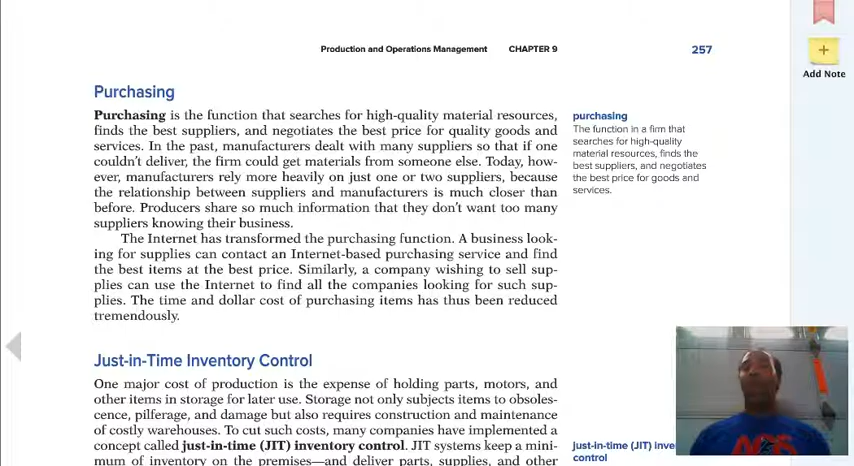 Production and Operations Management CHAPTER 9 257
Add Note
Purchasing
Purchasing is the function that searches for high-quality material resources,
finds the best suppliers, and negotiates the best price for quality goods and
services. In the past, manufacturers dealt with many suppliers so that if one
couldn't deliver, the firm could get materials from someone else. Today, how-
ever, manufacturers rely more heavily on just one or two suppliers, because
the relationship between suppliers and manufacturers is much closer than
before. Producers share so much information that they don't want too many
suppliers knowing their business.
The Internet has transformed the purchasing function. A business look-
ing for supplies can contact an Internet-based purchasing service and find
the best items at the best price. Similarly, a company wishing to sell sup-
plies can use the Internet to find all the companies looking for such sup-
plies. The time and dollar cost of purchasing items has thus been reduced
tremendously.
purchasing
The function in a firm that
searches for high-quality
material resources, finds the
best suppliers, and negotiates
the best price for goods and
services.
Just-in-Time Inventory Control
One major cost of production is the expense of holding parts, motors, and
other items in storage for later use. Storage not only subjects items to obsoles-
cence, pilferage, and damage but also requires construction and maintenance
of costly warehouses. To cut such costs, many companies have implemented a
concept called just-in-time (JIT) inventory control. JIT systems keep a mini-
mum of inventory on the premises—and deliver parts, supplies, and other
just-in-time (JIT) inve
control